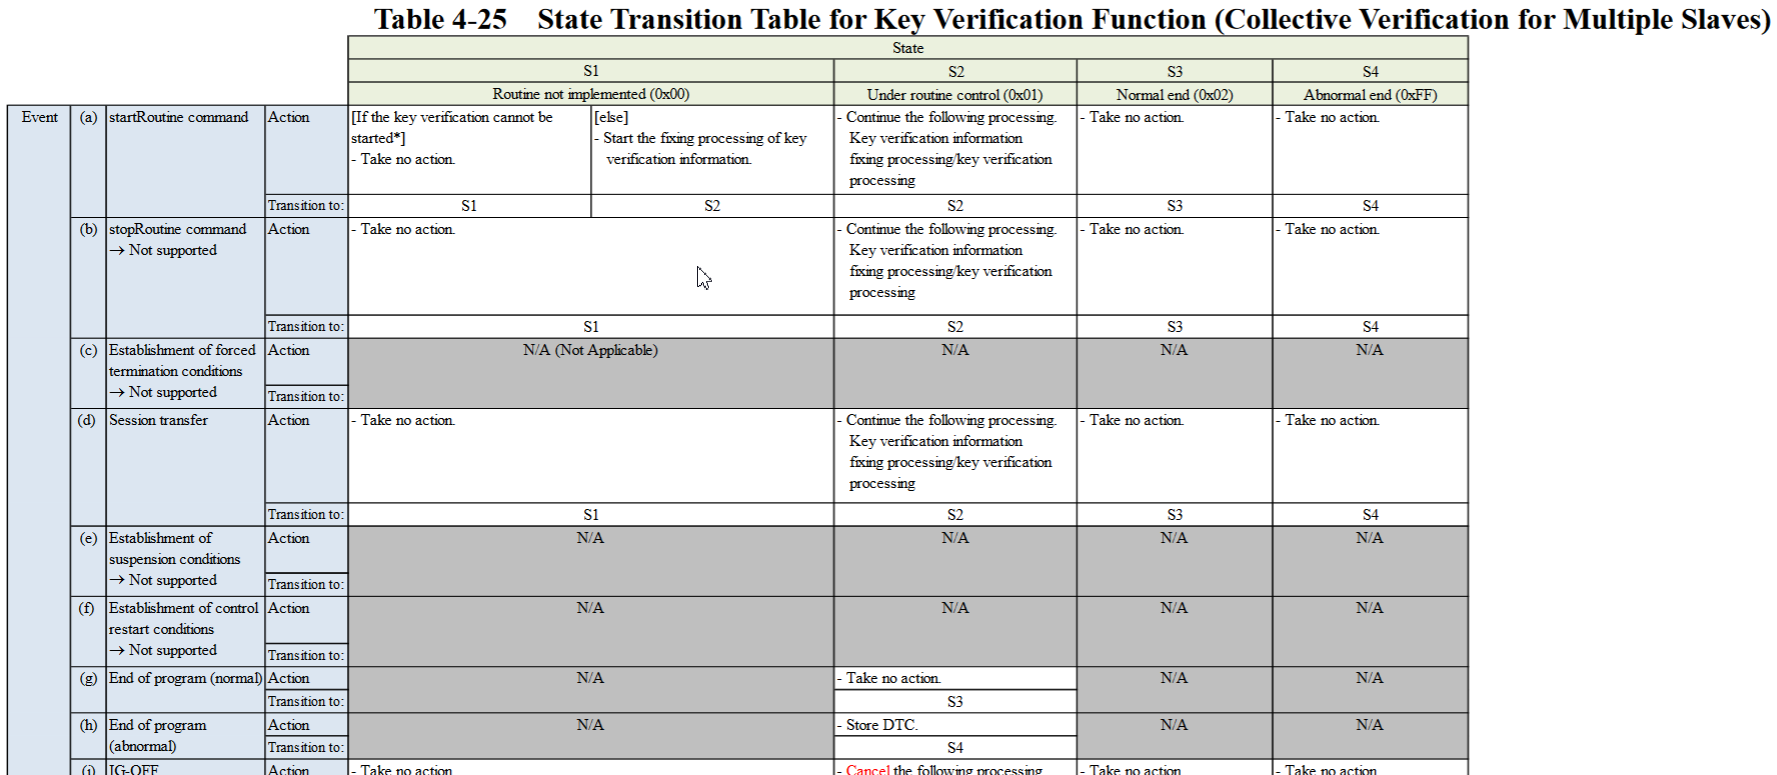 Table 4-25 State Transition Table for Key Verification Function (Collective Verification for Multiple Slaves)
State
S1 S2 S3 S4
Routine not implemented (0x00) Under routine control (0x01) Normal end (0x02) Abnormal end (0xFF)
Event (a) startRoutine command Action
[If the key verification cannot be
started*]
- Take no action.
[else]
- Start the fixing processing of key
verification information.
- Continue the following processing.
Key verification information
fixing processing/key verification
processing
- Take no action.
- Take no action.
Transition to: S1 S2 S2 S3 S4
(b) stopRoutine command
→ Not supported
Action
- Take no action.
- Continue the following processing.
Key verification information
fixing processing/key verification
processing
- Take no action.
- Take no action.
Transition to: S1 S2 S3 S4
(c) Establishment of forced
termination conditions
→ Not supported
Action
N/A (Not Applicable) N/A N/A N/A
Transition to:
(d) Session transfer Action
- Take no action.
- Continue the following processing.
Key verification information
fixing processing/key verification
processing
- Take no action.
- Take no action.
Transition to: S1 S2 S3 S4
(e) Establishment of
suspension conditions
→ Not supported
Action
N/A N/A N/A N/A
Transition to:
(f) Establishment of control
restart conditions
→ Not supported
Action
N/A N/A N/A N/A
Transition to:
(g) End of program (normal) Action N/A - Take no action. N/A N/A
Transition to: S3
(h) End of program
(abnormal)
Action N/A - Store DTC. N/A N/A
Transition to: S4
(i) IG-OFF Action - Take no action. - Cancel the following processing. - Take no action. - Take no action.